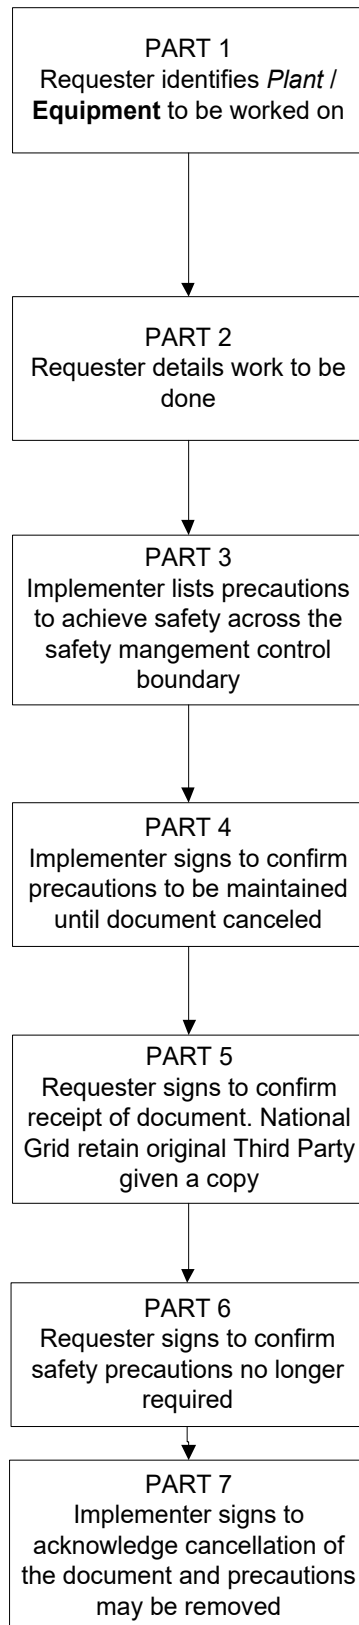 PART 1
Requester identifies Plant /
Equipment to be worked on
PART 2
Requester details work to be
done
PART 3
Implementer lists precautions
to achieve safety across the
safety mangement control
boundary
PART 4
Implementer signs to confirm
precautions to be maintained
until document canceled
PART 5
Requester signs to confirm
receipt of document. National
Grid retain original Third Party
given a copy
PART 6
Requester signs to confirm
safety precautions no longer
required
PART 7
Implementer signs to
acknowledge cancellation of
the document and precautions
may be removed